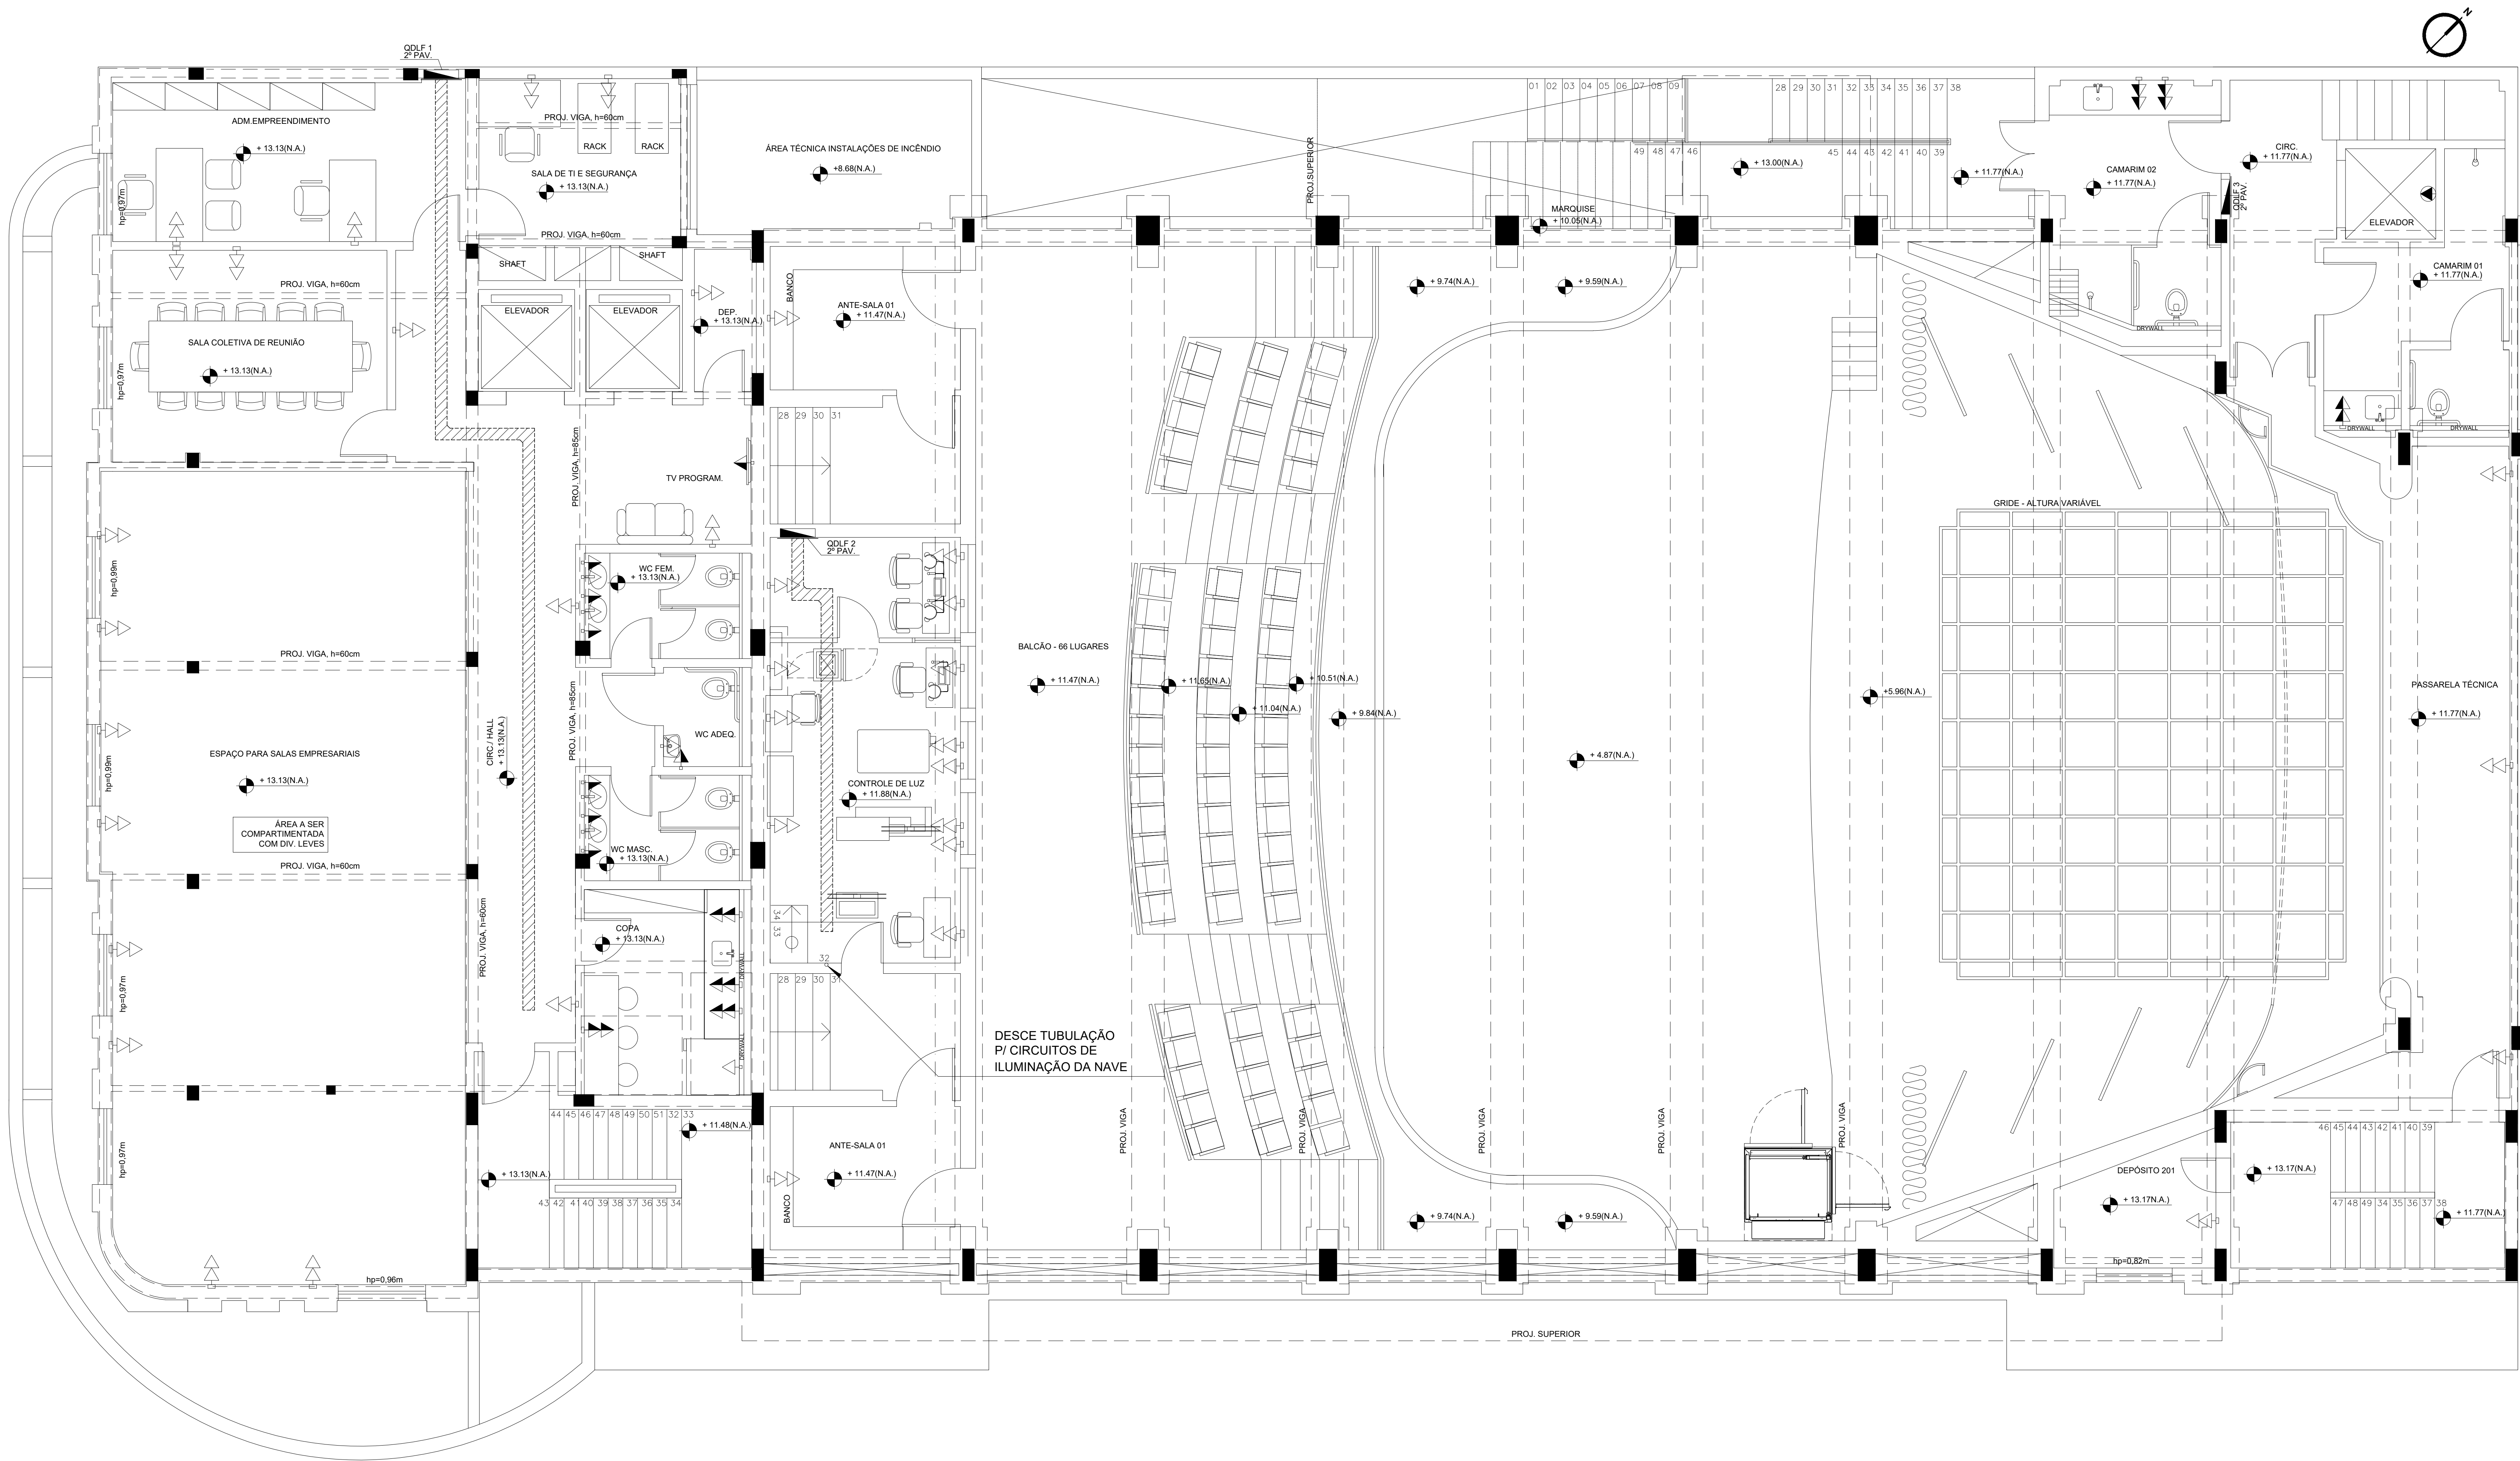 N
QDLF 1
2º PAV.
ADM.EMPREENDIMENTO
+ 13.13(N.A.)
hp=0,97m
PROJ. VIGA, h=60cm
RACK
RACK
SALA DE TI E SEGURANÇA
+ 13.13(N.A.)
PROJ. VIGA, h=60cm
ÁREA TÉCNICA INSTALAÇÕES DE INCÊNDIO
+8.68(N.A.)
PROJ.SUPERIOR
01 02 03 04 05 06 07 08 09
49 48 47 46
28 29 30 31 32 33 34 35 36 37 38
45 44 43 42 41 40 39
+ 13.00(N.A.)
MARQUISE
+ 10.05(N.A.)
+ 11.77(N.A.)
CAMARIM 02
+ 11.77(N.A.)
CIRC.
+ 11.77(N.A.)
QDLF 3
2º PAV.
ELEVADOR
CAMARIM 01
+ 11.77(N.A.)
DRYWALL
DRYWALL
DRYWALL
SHAFT
SHAFT
ELEVADOR
ELEVADOR
DEP.
+ 13.13(N.A.)
BANCO
ANTE-SALA 01
+ 11.47(N.A.)
+ 9.74(N.A.)
+ 9.59(N.A.)
PROJ. VIGA, h=60cm
SALA COLETIVA DE REUNIÃO
+ 13.13(N.A.)
hp=0,97m
28 29 30 31
PROJ. VIGA, h=85cm
TV PROGRAM.
GRIDE - ALTURA VARIÁVEL
QDLF 2
2º PAV.
hp=0,99m
WC FEM.
+ 13.13(N.A.)
PROJ. VIGA, h=60cm
BALCÃO - 66 LUGARES
+ 11.47(N.A.)
+ 11.65(N.A.)
+ 11.04(N.A.)
+ 10.51(N.A.)
+ 9.84(N.A.)
+ 4.87(N.A.)
+5.96(N.A.)
PASSARELA TÉCNICA
+ 11.77(N.A.)
PROJ. VIGA, h=85cm
WC ADEQ.
CIRC./ HALL
+ 13.13(N.A.)
ESPAÇO PARA SALAS EMPRESARIAIS
+ 13.13(N.A.)
hp=0,99m
ÁREA A SER
COMPARTIMENTADA
COM DIV. LEVES
CONTROLE DE LUZ
+ 11.88(N.A.)
WC MASC.
+ 13.13(N.A.)
PROJ. VIGA, h=60cm
PROJ. VIGA, h=60cm
COPA
+ 13.13(N.A.)
DRYWALL
DRYWALL
34
33
32
28 29 30 31
hp=0,97m
DESCE TUBULAÇÃO
P/ CIRCUITOS DE
ILUMINAÇÃO DA NAVE
PROJ. VIGA
PROJ. VIGA
PROJ. VIGA
PROJ. VIGA
PROJ. VIGA
44 45 46 47 48 49 50 51 32 33
+ 11.48(N.A.)
+ 13.13(N.A.)
43 42 41 40 39 38 37 36 35 34
hp=0,97m
ANTE-SALA 01
+ 11.47(N.A.)
BANCO
+ 9.74(N.A.)
+ 9.59(N.A.)
DEPÓSITO 201
+ 13.17N.A.)
46 45 44 43 42 41 40 39
+ 13.17(N.A.)
47 48 49 34 35 36 37 38
+ 11.77(N.A.)
hp=0,82m
hp=0,96m
PROJ. SUPERIOR